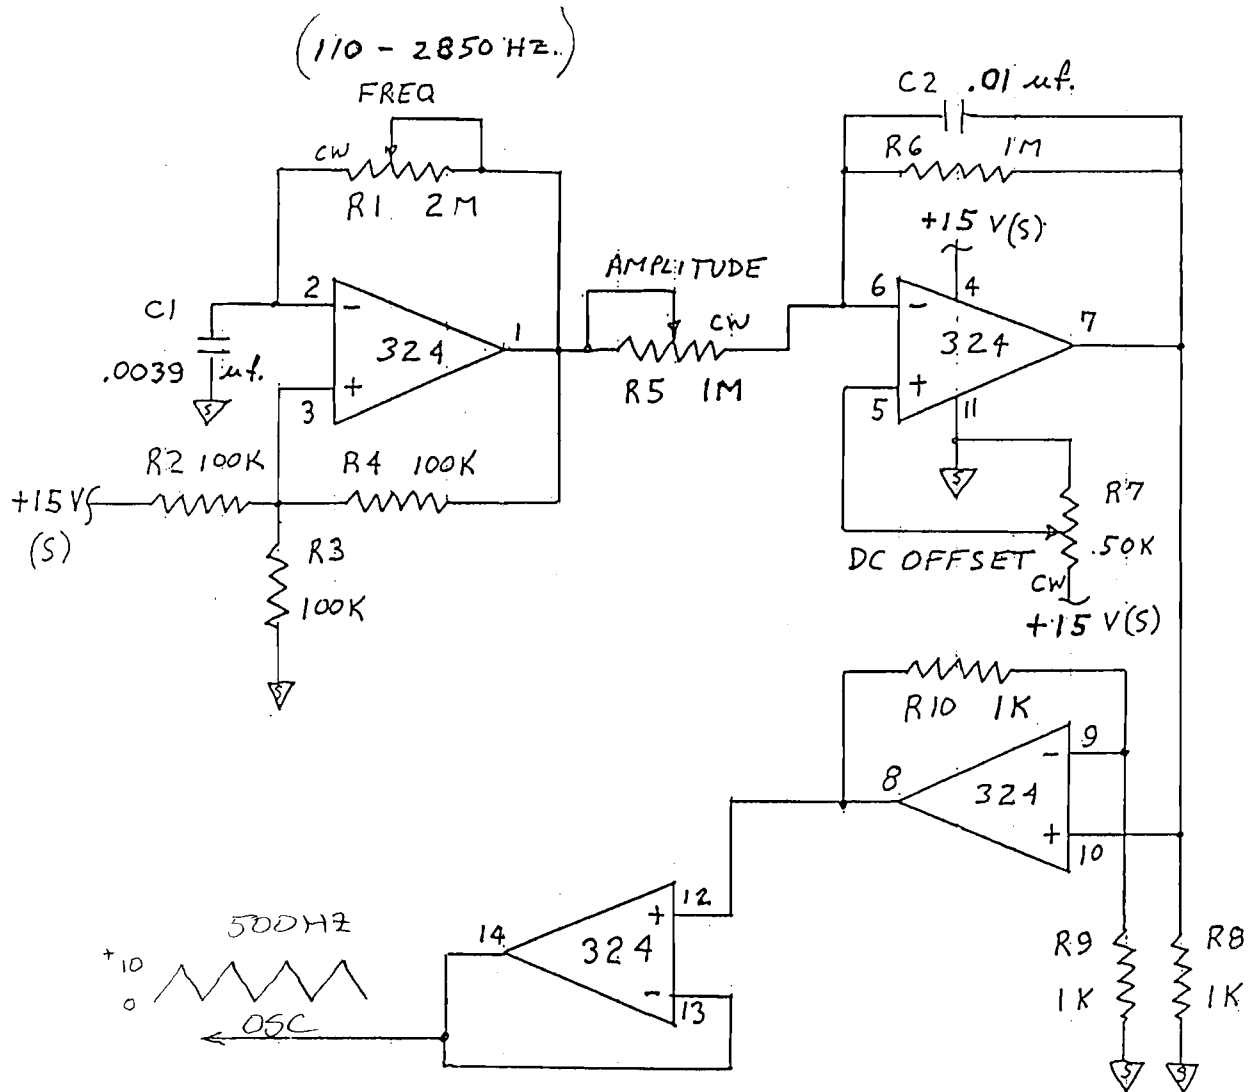 (110 - 2850 HZ.)
FREQ
CW
R1 2M
C1
.0039 uf.
2
-
324
1
+
3
S
R2 100K
R4 100K
+15V
(S)
R3
100K
S
AMPLITUDE
CW
R5 1M
C2 .01 uf.
R6 1M
+15 V(S)
4
6
-
324
7
+
5
11
S
R7
.50K
DC OFFSET
CW
+15 V(S)
R10 1K
9
-
8
324
+
10
12
+
14
324
-
13
500HZ
+10
0
OSC
R9
1K
R8
1K
S
S